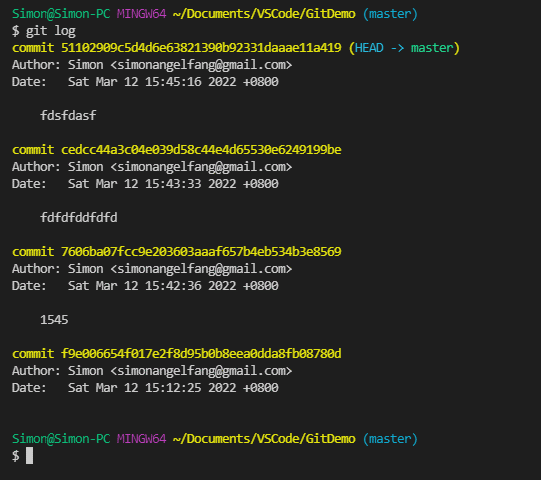 Simon@Simon-PC MINGW64 ~/Documents/VSCode/GitDemo (master)
$ git log
commit 51102909c5d4d6e63821390b92331daaae11a419 (HEAD -> master)
Author: Simon <simonangelfang@gmail.com>
Date:   Sat Mar 12 15:45:16 2022 +0800
    fdsfdasf
commit cedcc44a3c04e039d58c44e4d65530e6249199be
Author: Simon <simonangelfang@gmail.com>
Date:   Sat Mar 12 15:43:33 2022 +0800
    fdfdfddfdfd
commit 7606ba07fcc9e203603aaaf657b4eb534b3e8569
Author: Simon <simonangelfang@gmail.com>
Date:   Sat Mar 12 15:42:36 2022 +0800
    1545
commit f9e006654f017e2f8d95b0b8eea0dda8fb08780d
Author: Simon <simonangelfang@gmail.com>
Date:   Sat Mar 12 15:12:25 2022 +0800
Simon@Simon-PC MINGW64 ~/Documents/VSCode/GitDemo (master)
$